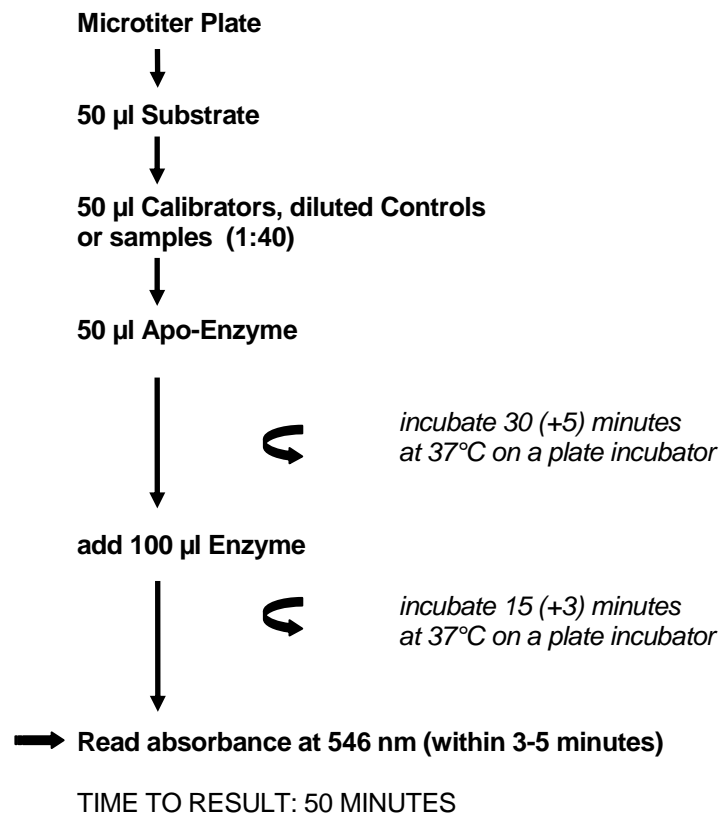 Microtiter Plate
50 µl Substrate
50 µl Calibrators, diluted Controls
or samples (1:40)
50 µl Apo-Enzyme
incubate 30 (+5) minutes
at 37°C on a plate incubator
add 100 µl Enzyme
incubate 15 (+3) minutes
at 37°C on a plate incubator
Read absorbance at 546 nm (within 3-5 minutes)
TIME TO RESULT: 50 MINUTES